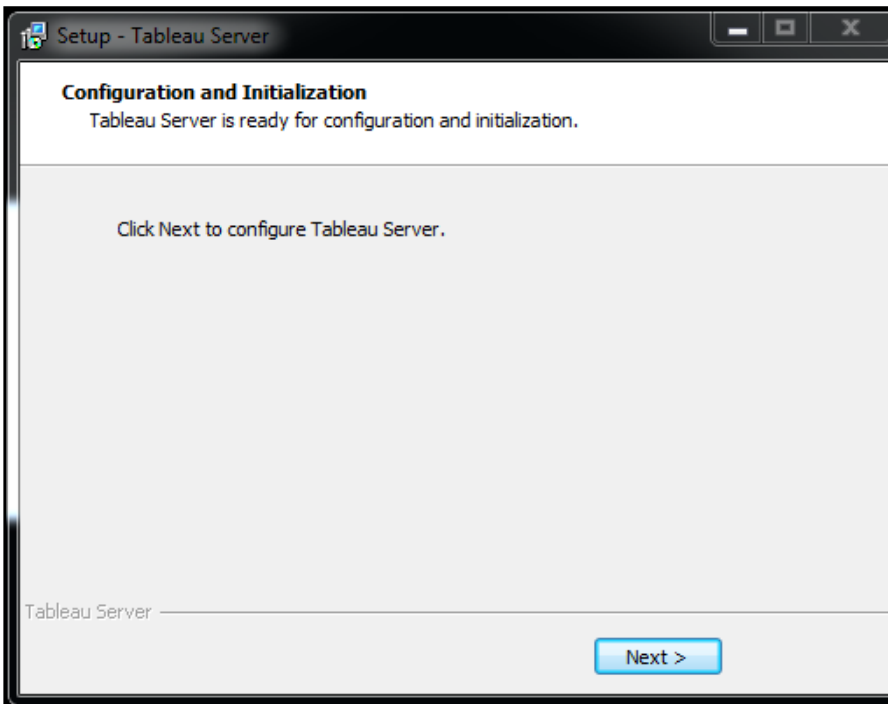 Setup - Tableau Server
Configuration and Initialization
Tableau Server is ready for configuration and initialization.
Click Next to configure Tableau Server.
Tableau Server
Next >